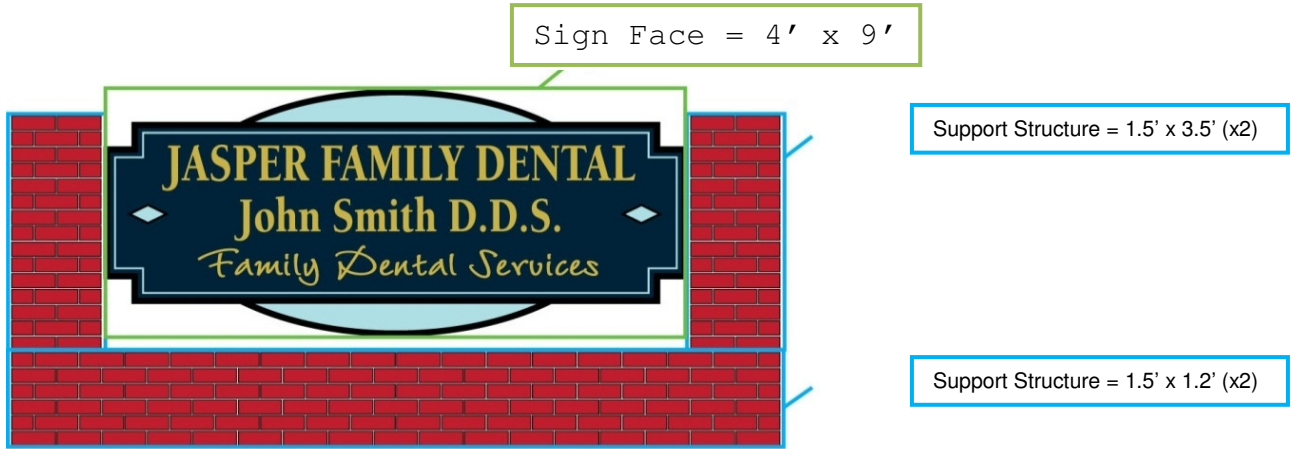 Sign Face = 4′ x 9′
Support Structure = 1.5’ x 3.5’ (x2)
JASPER FAMILY DENTAL
John Smith D.D.S.
Family Dental Services
Support Structure = 1.5’ x 1.2’ (x2)